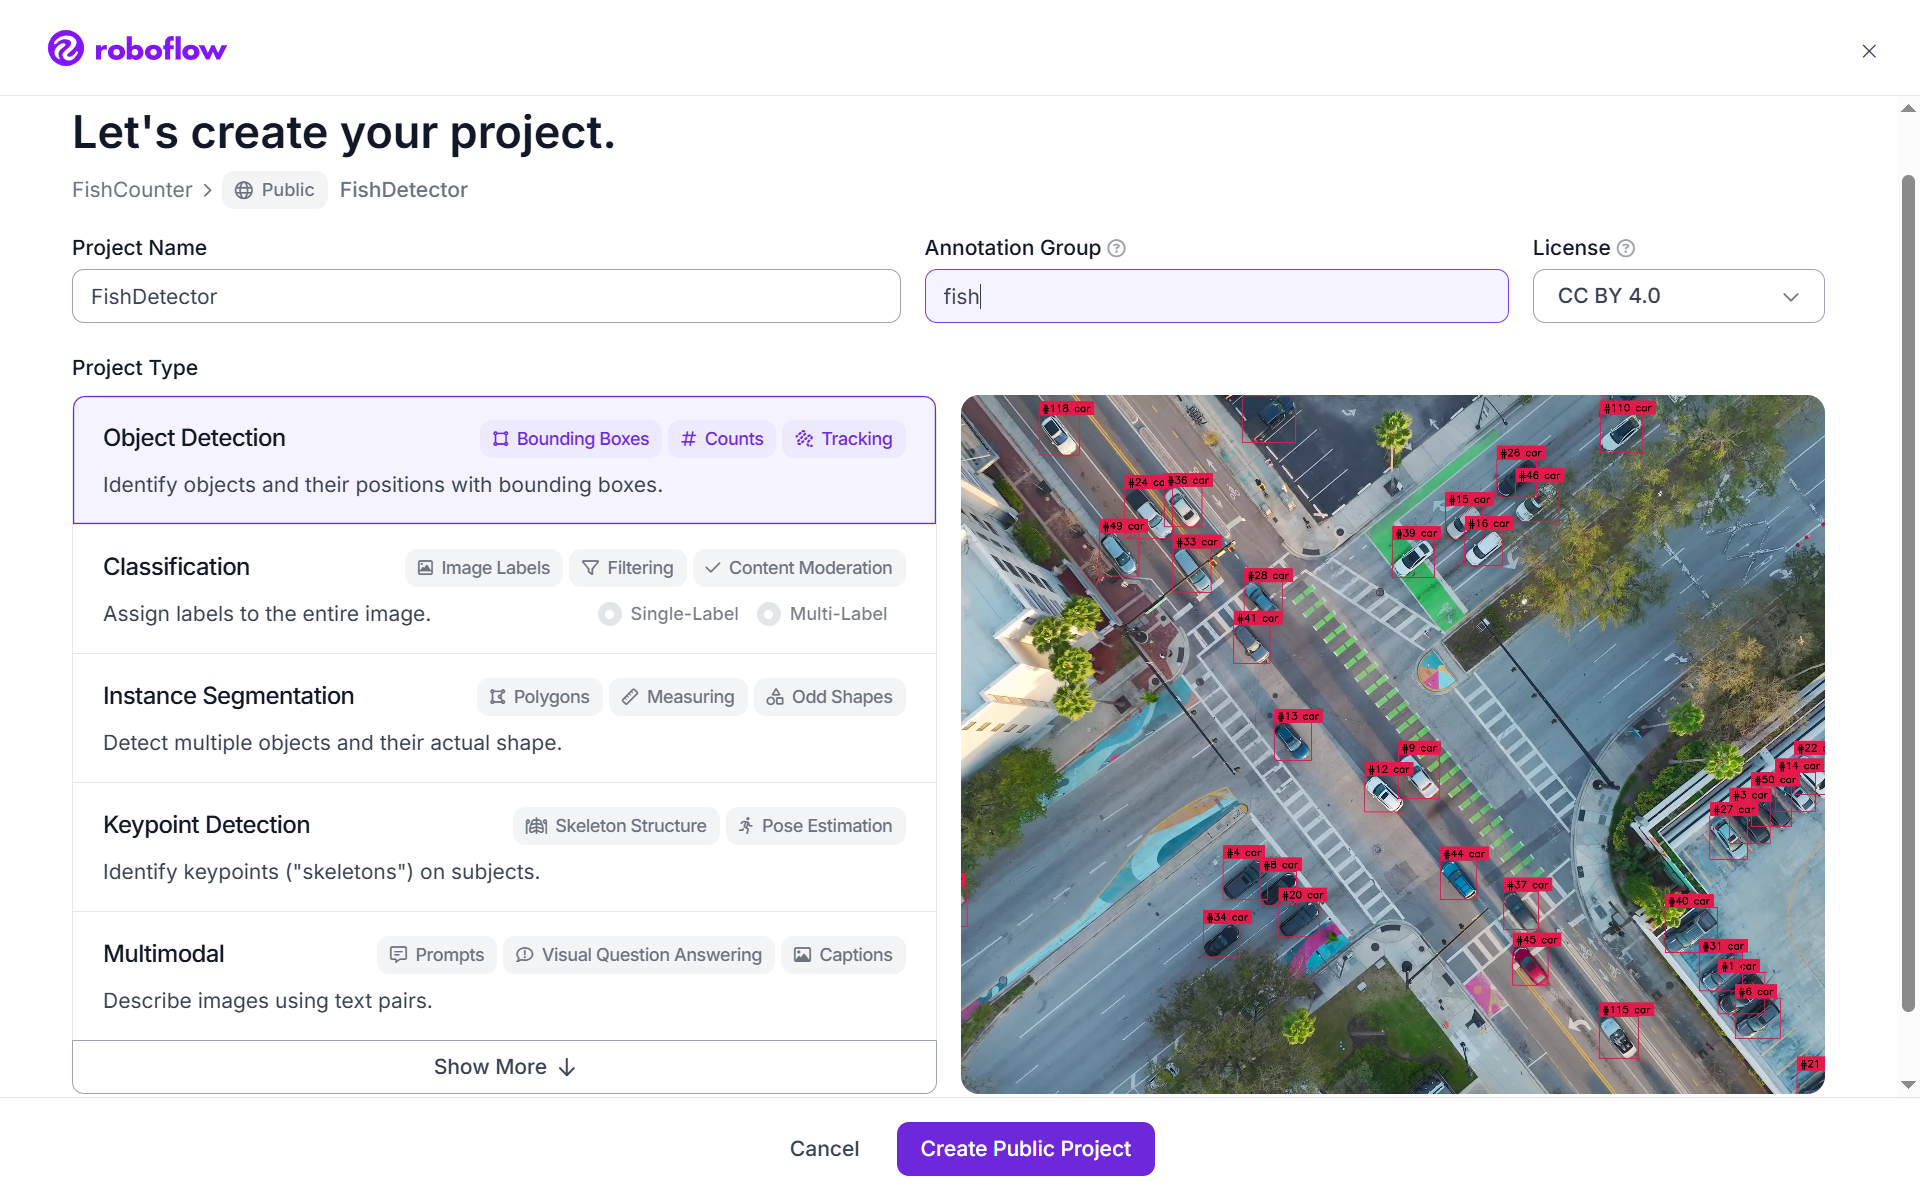 roboflow
Let's create your project.
FishCounter > Public FishDetector
Project Name
FishDetector
Annotation Group
fish
License
CC BY 4.0
Project Type
Object Detection
Bounding Boxes
Counts
Tracking
Identify objects and their positions with bounding boxes.
Classification
Image Labels
Filtering
Content Moderation
Assign labels to the entire image.
Single-Label
Multi-Label
Instance Segmentation
Polygons
Measuring
Odd Shapes
Detect multiple objects and their actual shape.
Keypoint Detection
Skeleton Structure
Pose Estimation
Identify keypoints ("skeletons") on subjects.
Multimodal
Prompts
Visual Question Answering
Captions
Describe images using text pairs.
Show More
#118 car
#110 car
#26 car
#46 car
#24 ca
#36 car
#15 car
#49 car
#16 car
#39 car
#33 car
#28 car
#41 car
#13 car
#9 car
#22 c
#12 car
#14 car
#50 car
#3 car
#27 car
#4 car
#44 car
#8 car
#37 car
#20 car
#40 car
#34 car
#45 car
#31 car
#1 car
#6 car
#115 car
#21
Cancel
Create Public Project